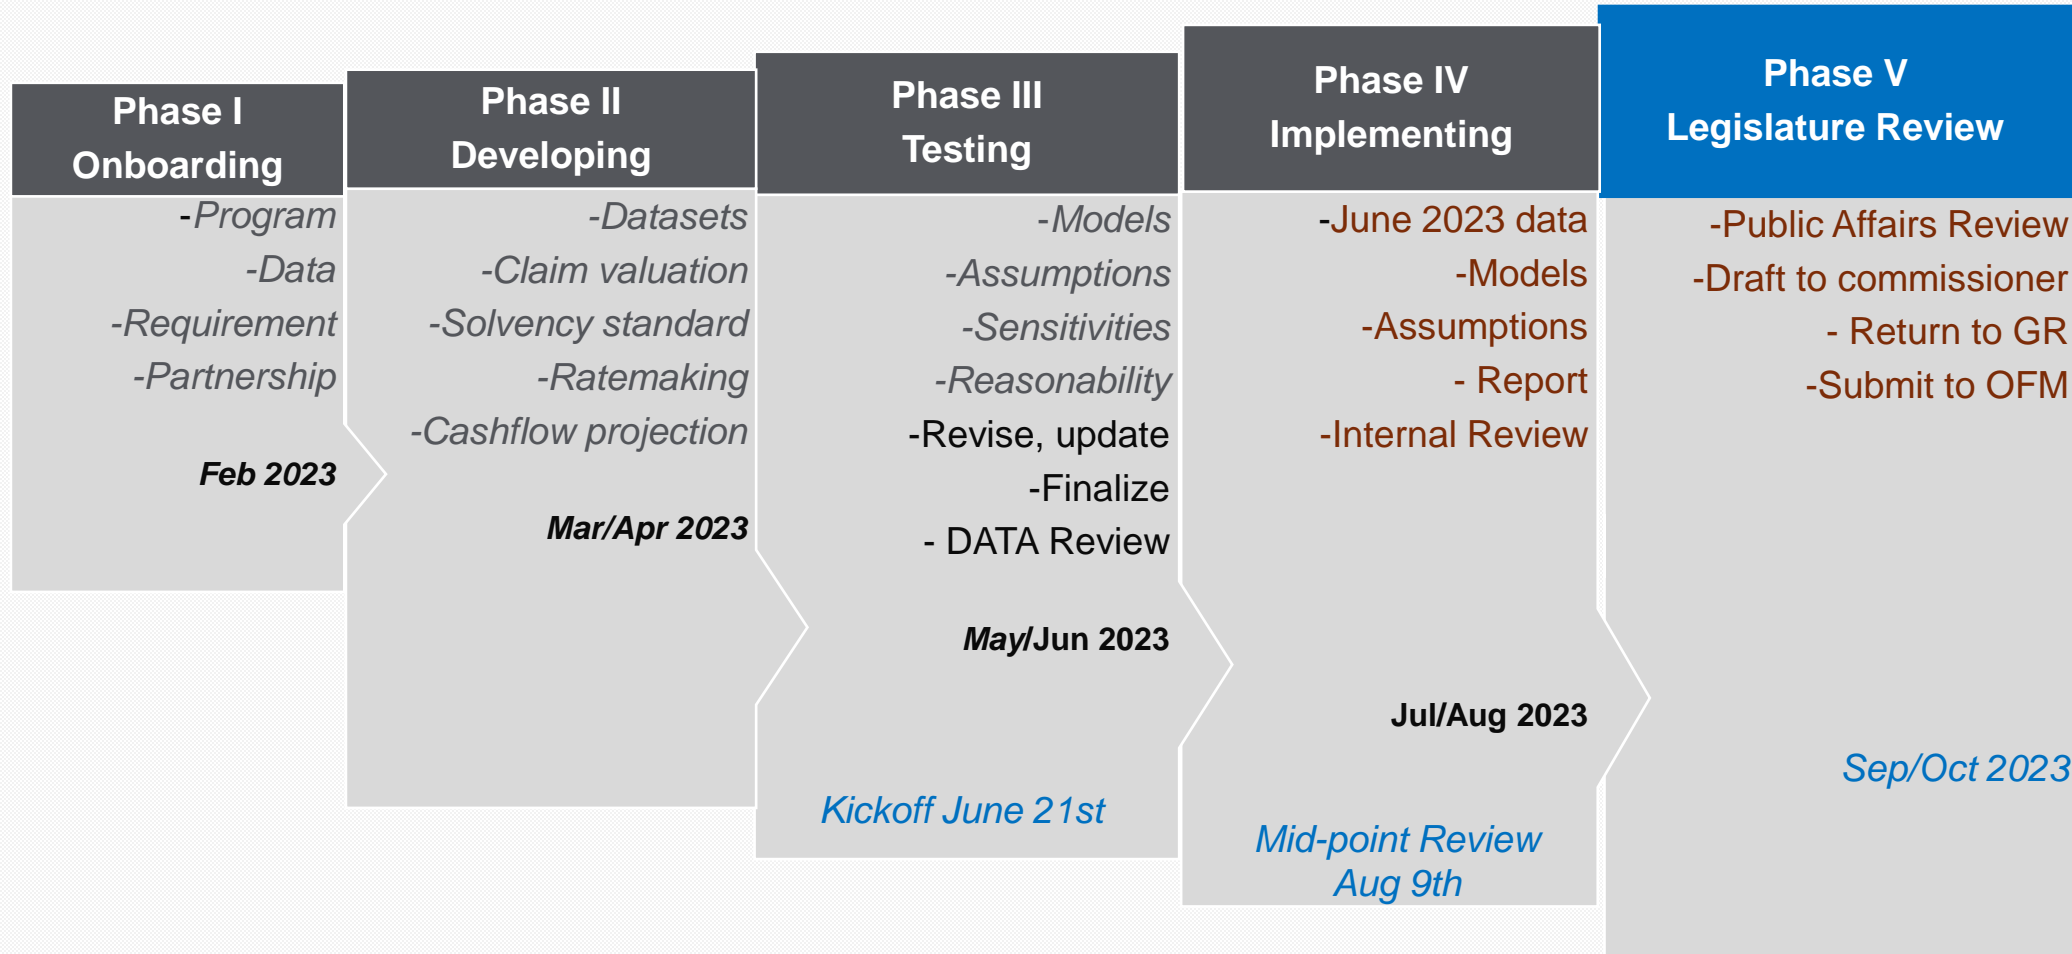 Phase I
Onboarding
-Program
-Data
-Requirement
-Partnership
Feb 2023
Phase II
Developing
-Datasets
-Claim valuation
-Solvency standard
-Ratemaking
-Cashflow projection
Mar/Apr 2023
Phase III
Testing
-Models
-Assumptions
-Sensitivities
-Reasonability
-Revise, update
-Finalize
- DATA Review
May/Jun 2023
Kickoff June 21st
Phase IV
Implementing
-June 2023 data
-Models
-Assumptions
- Report
-Internal Review
Jul/Aug 2023
Mid-point Review
Aug 9th
Phase V
Legislature Review
-Public Affairs Review
-Draft to commissioner
- Return to GR
-Submit to OFM
Sep/Oct 2023